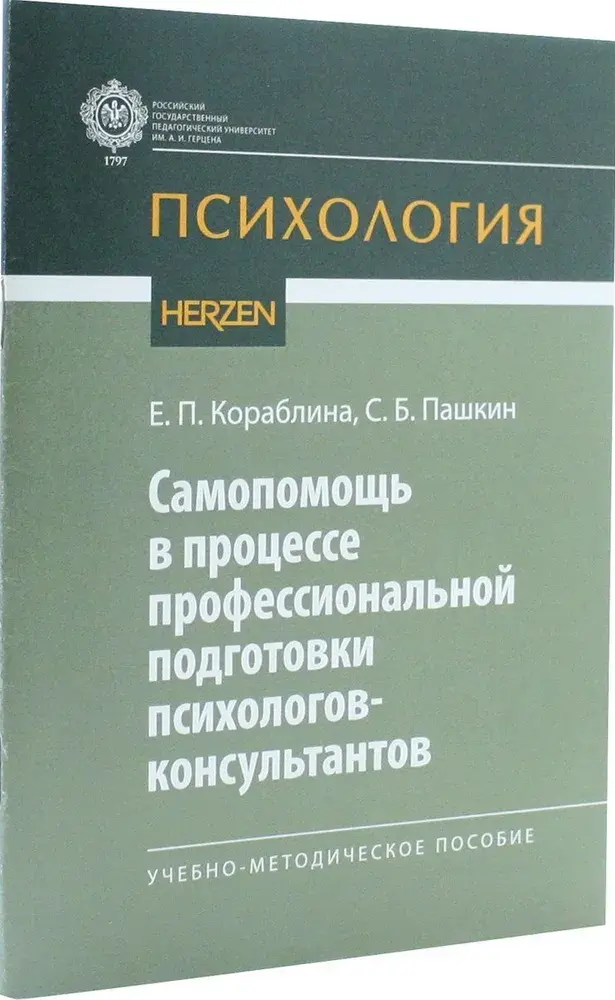 РОССИЙСКИЙ
ГОСУДАРСТВЕННЫЙ
ПЕДАГОГИЧЕСКИЙ УНИВЕРСИТЕТ
ИМ. А. И. ГЕРЦЕНА
1797
ПСИХОЛОГИЯ
HERZEN
Е. П. Кораблина, С. Б. Пашкин
Самопомощь
в процессе
профессиональной
подготовки
психологов-
консультантов
УЧЕБНО-МЕТОДИЧЕСКОЕ ПОСОБИЕ